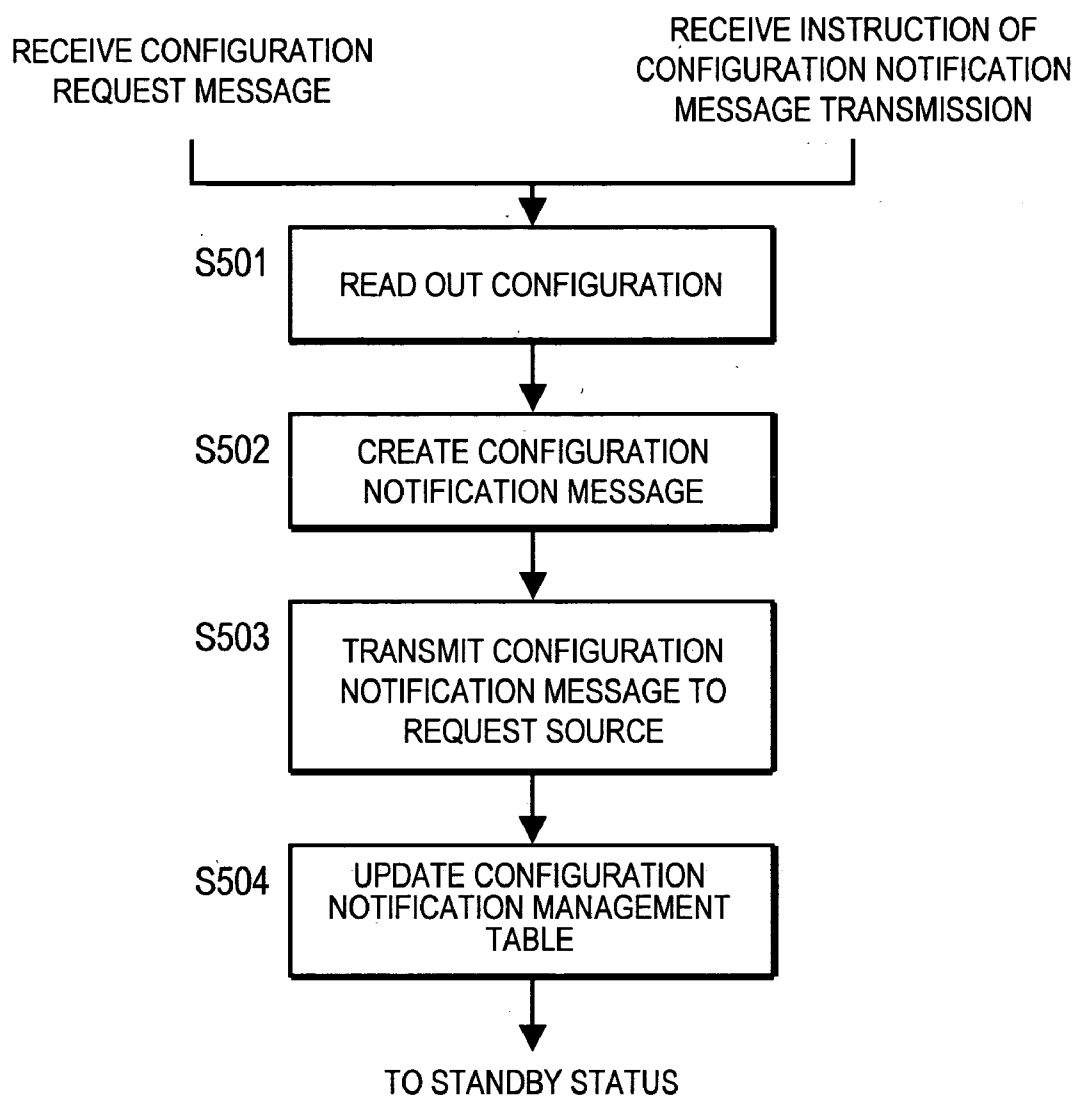 RECEIVE CONFIGURATION
REQUEST MESSAGE
RECEIVE INSTRUCTION OF
CONFIGURATION NOTIFICATION
MESSAGE TRANSMISSION
S501
READ OUT CONFIGURATION
S502
CREATE CONFIGURATION
NOTIFICATION MESSAGE
S503
TRANSMIT CONFIGURATION
NOTIFICATION MESSAGE TO
REQUEST SOURCE
S504
UPDATE CONFIGURATION
NOTIFICATION MANAGEMENT
TABLE
TO STANDBY STATUS